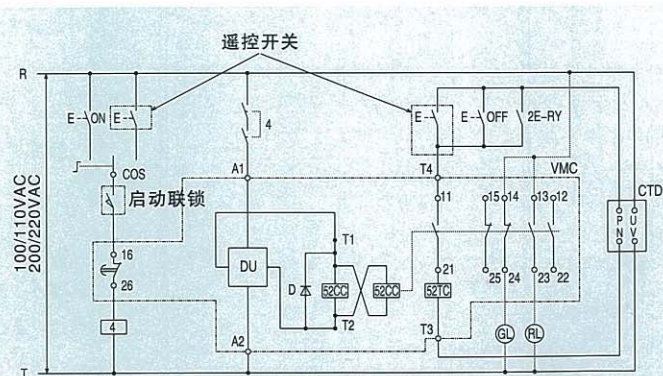 遥控开关
R
E ON
E
E
E OFF
2E-RY
4
COS
A1
T4
VMC
CTD
启动联锁
11
15 14
13 12
P
N
U
V
100/110VAC
200/220VAC
16
26
DU
T1
D
52CC
52CC
T2
21
52TC
25 24
23 22
4
A2
T3
GL
RL
T